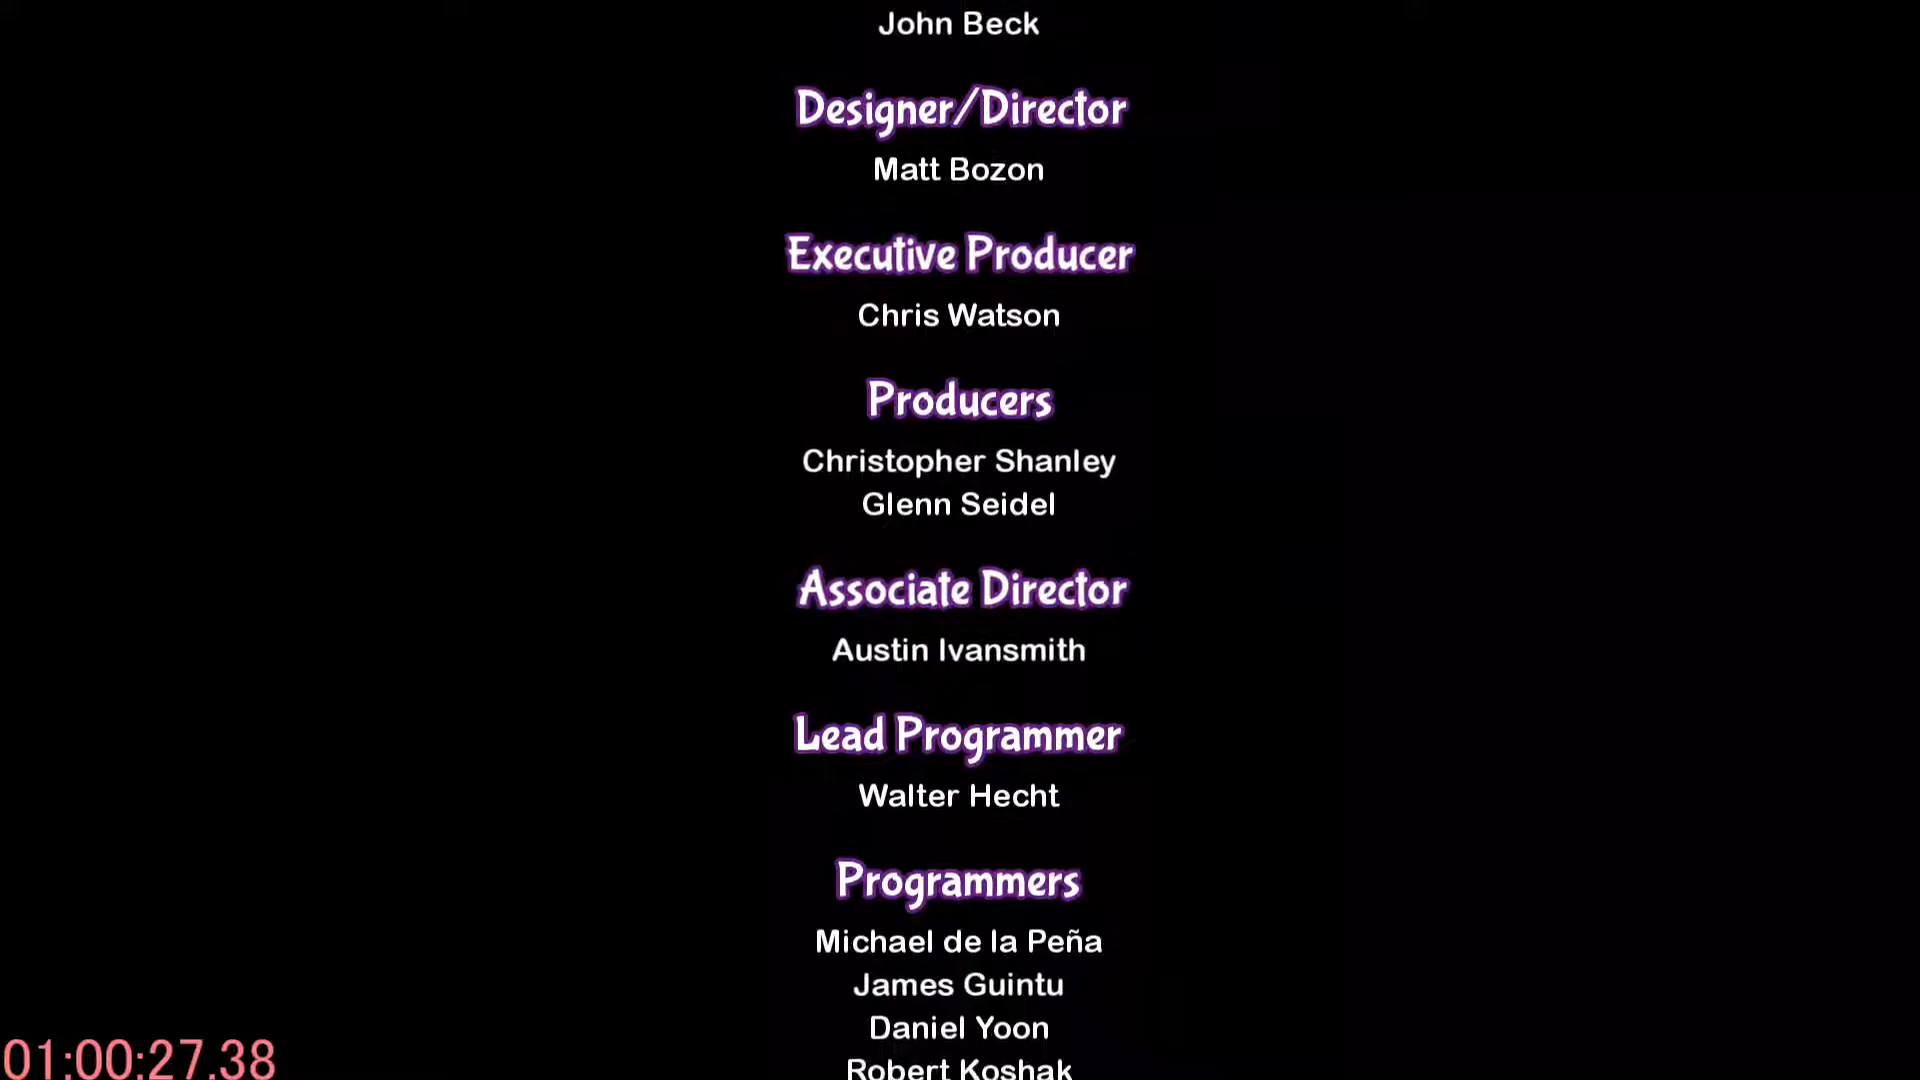 John Beck
Designer/Director
Matt Bozon
Executive Producer
Chris Watson
Producers
Christopher Shanley
Glenn Seidel
Associate Director
Austin Ivansmith
Lead Programmer
Walter Hecht
Programmers
Michael de la Peña
James Guintu
Daniel Yoon
Robert Koshak
01:00:27.38